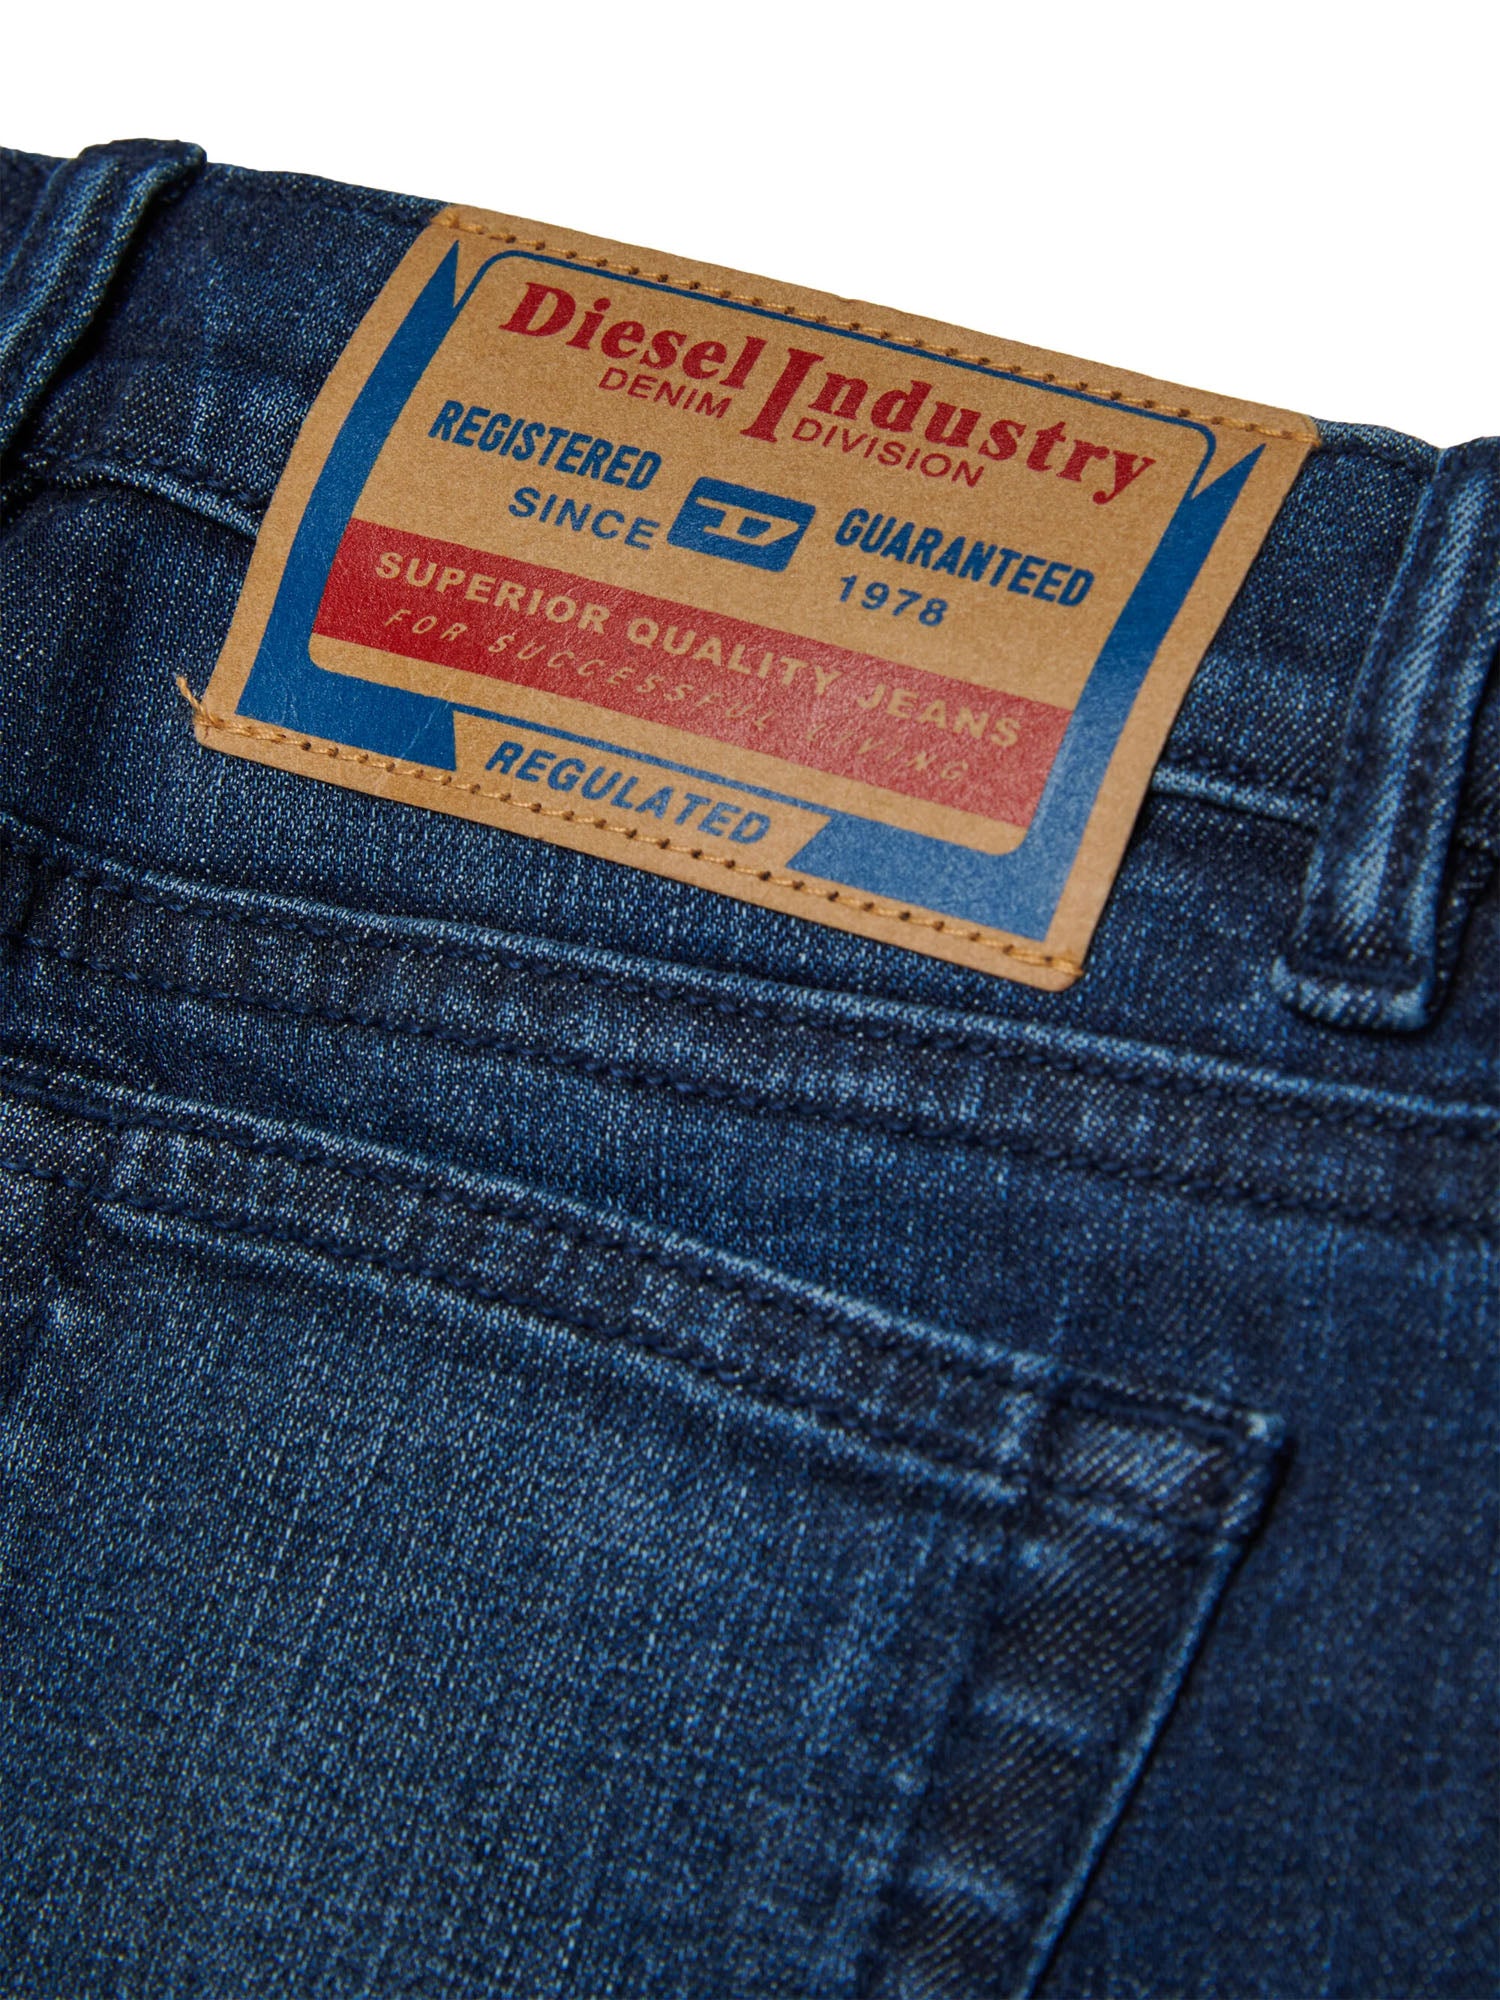 Diesel Industry
DENIM DIVISION
REGISTERED GUARANTEED
SINCE D 1978
SUPERIOR QUALITY JEANS
FOR SUCCESSFUL LIVING
REGULATED